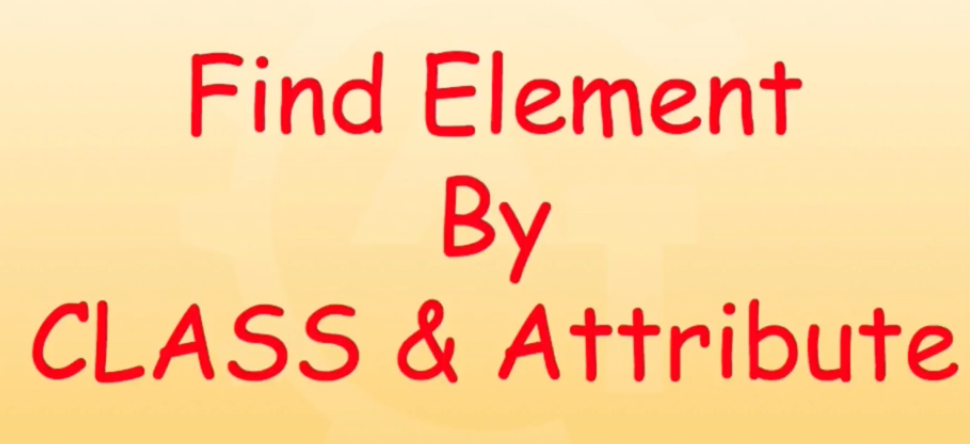 Find Element
By
CLASS & Attribute